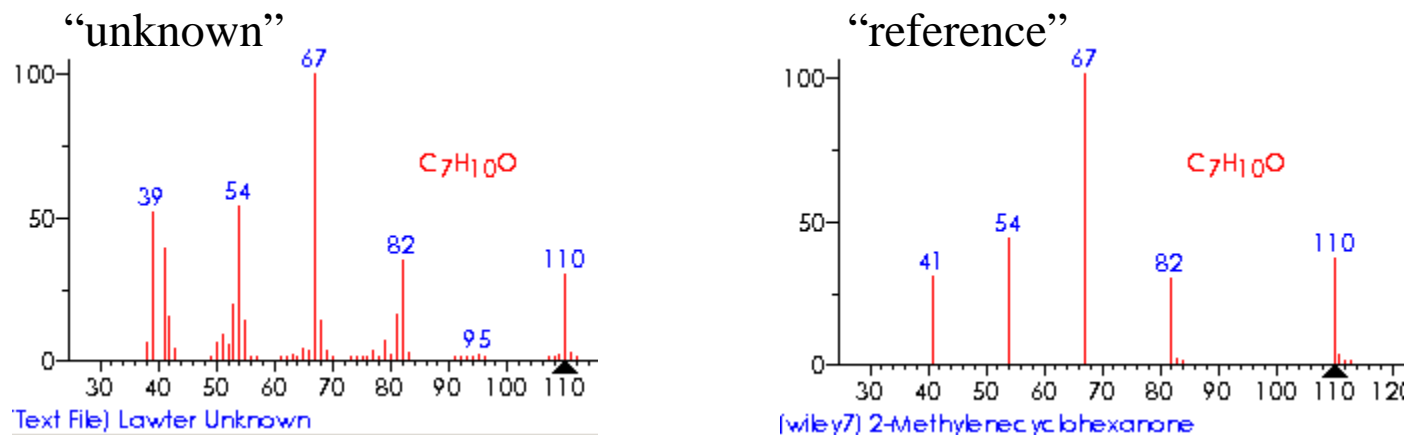 “unknown”
100
50
0
67
54
39
82
110
95
C7H10O
30 40 50 60 70 80 90 100 110
Text File) Lawter Unknown
“reference”
100
50
0
67
54
41
82
110
C7H10O
30 40 50 60 70 80 90 100 110 120
(wiley7) 2-Methylenecyclohexanone